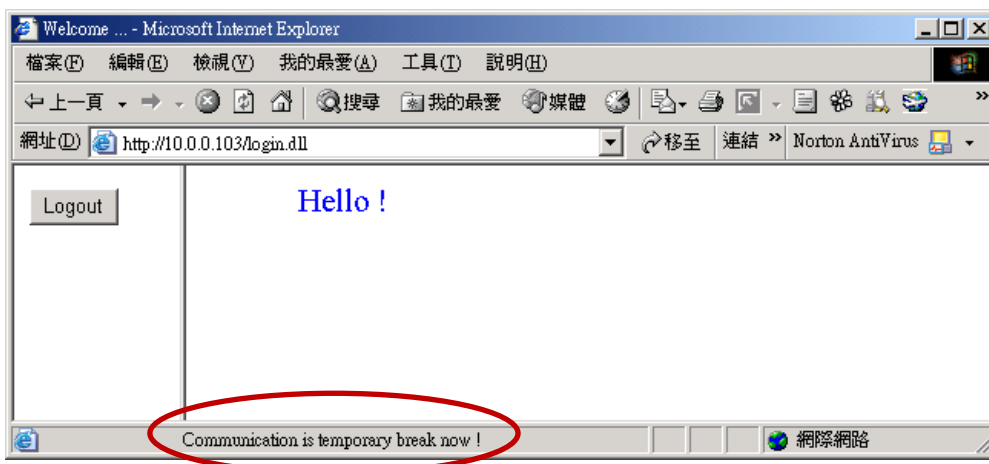 Welcome ... - Microsoft Internet Explorer
檔案(F) 編輯(E) 檢視(V) 我的最愛(A) 工具(T) 說明(H)
上一頁 搜尋 我的最愛 媒體 »
網址(D) http://10.0.0.103/login.dll 移至 連結 » Norton AntiVirus
Logout
Hello !
Communication is temporary break now ! 網際網路